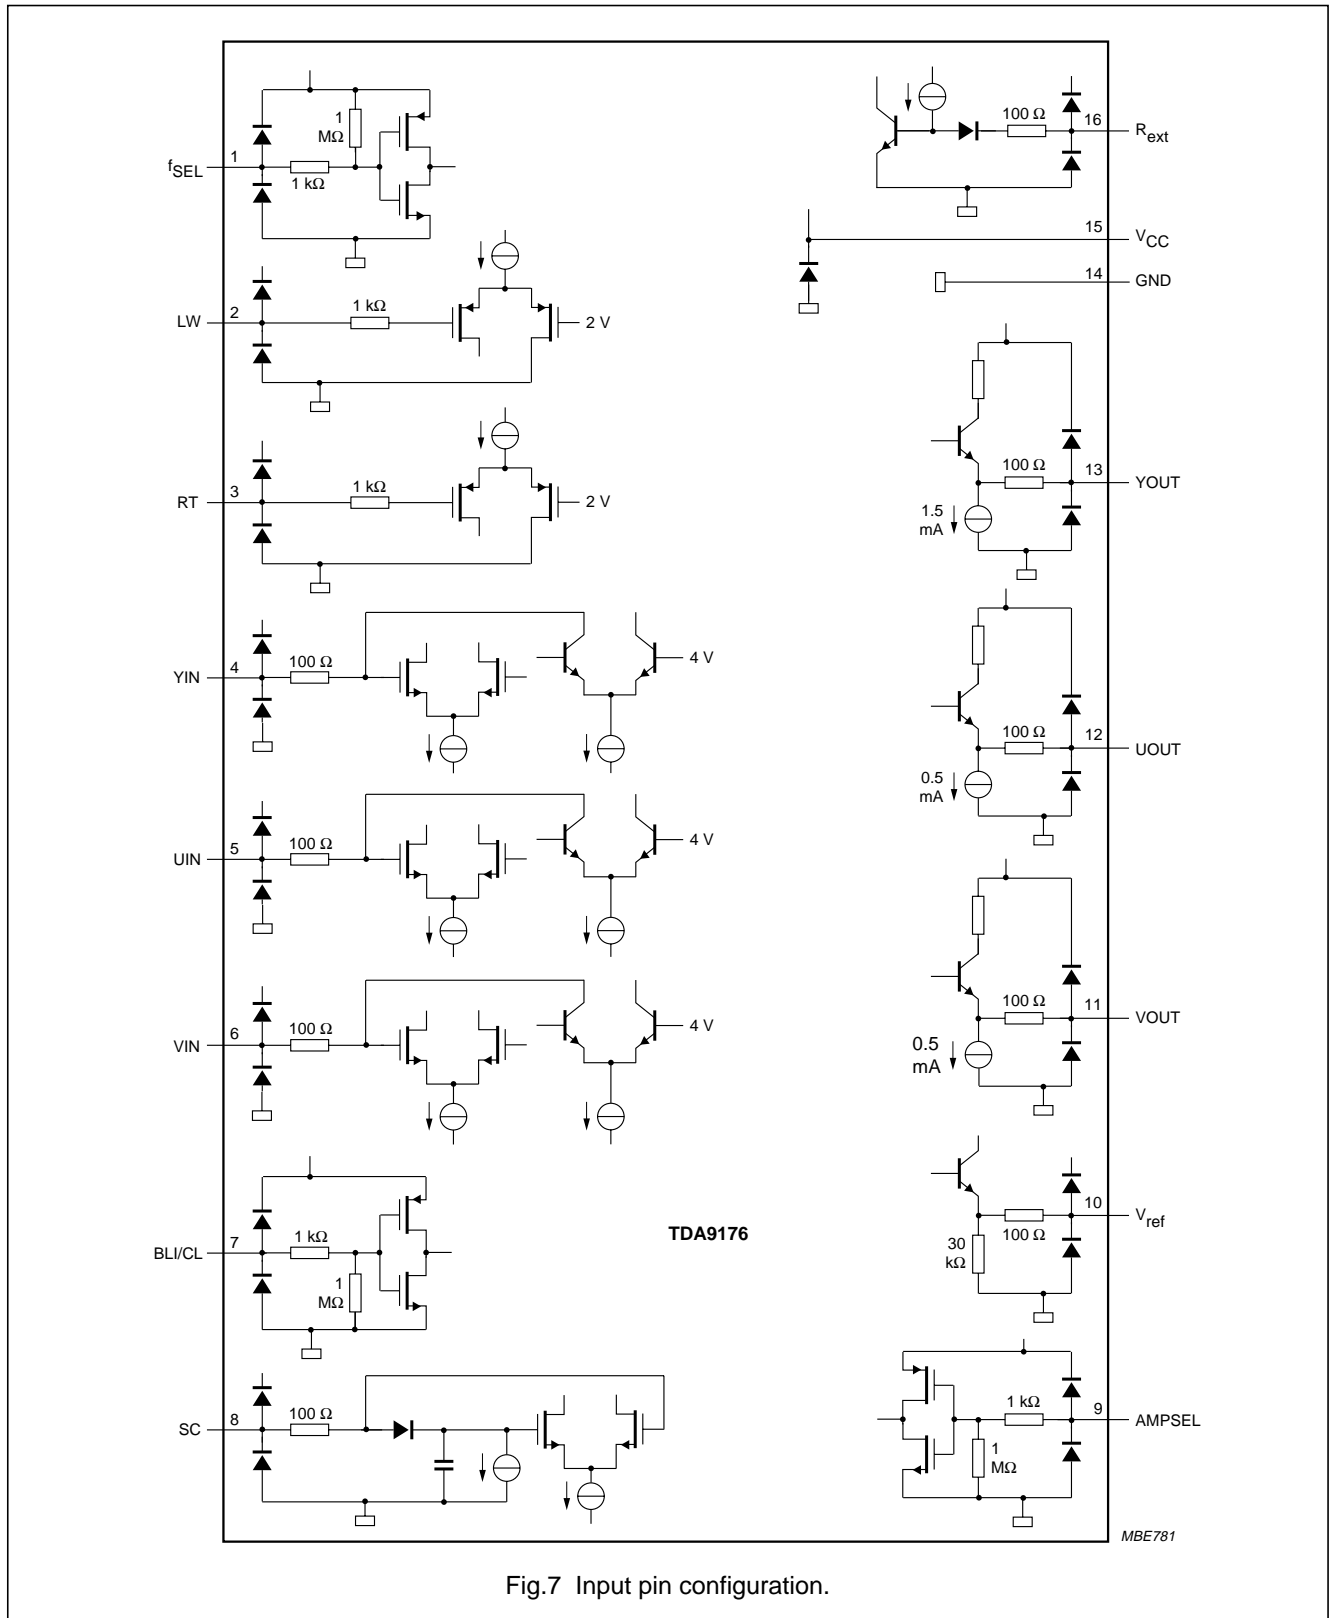 1
MΩ
1
fSEL
1 kΩ
LW
2
1 kΩ
2 V
RT
3
1 kΩ
2 V
YIN
4
100 Ω
4 V
UIN
5
100 Ω
4 V
VIN
6
100 Ω
4 V
BLI/CL
7
1 kΩ
1
MΩ
SC
8
100 Ω
TDA9176
100 Ω
16
Rext
15
VCC
14
GND
100 Ω
13
YOUT
1.5
mA
100 Ω
12
UOUT
0.5
mA
100 Ω
11
VOUT
0.5
mA
10
Vref
100 Ω
30
kΩ
1 kΩ
9
AMPSEL
1
MΩ
MBE781
Fig.7 Input pin configuration.